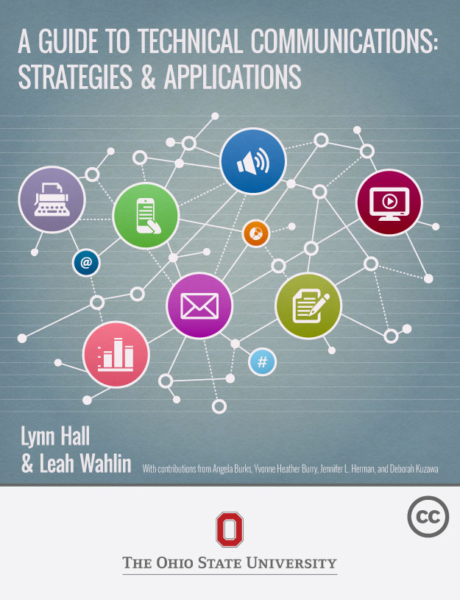 A GUIDE TO TECHNICAL COMMUNICATIONS:
STRATEGIES & APPLICATIONS
@
#
Lynn Hall
& Leah Wahlin
With contributions from Angela Burks, Yvonne Heather Burry, Jennifer L. Herman, and Deborah Kuzawa
cc
O
THE OHIO STATE UNIVERSITY